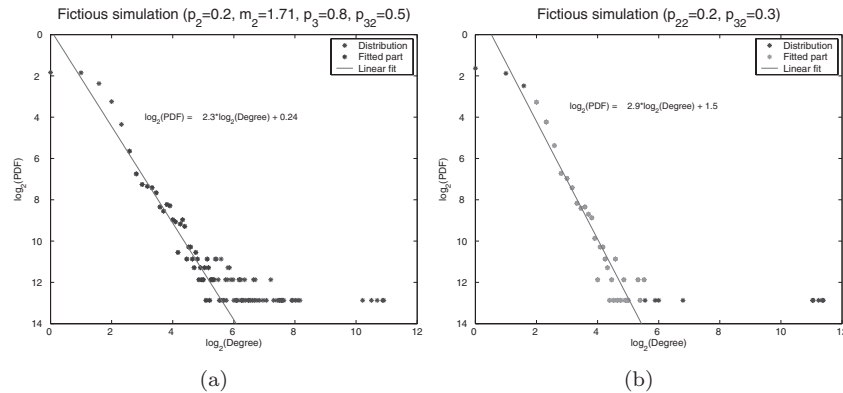 Fictious simulation (p2=0.2, m2=1.71, p3=0.8, p32=0.5)
0
2
4
6
8
10
12
14
log2(PDF)
Distribution
Fitted part
Linear fit
log2(PDF) = 2.3*log2(Degree) + 0.24
0 2 4 6 8 10 12
log2(Degree)
(a)
Fictious simulation (p22=0.2, p32=0.3)
0
2
4
6
8
10
12
14
log2(PDF)
Distribution
Fitted part
Linear fit
log2(PDF) = 2.9*log2(Degree) + 1.5
0 2 4 6 8 10 12
log2(Degree)
(b)